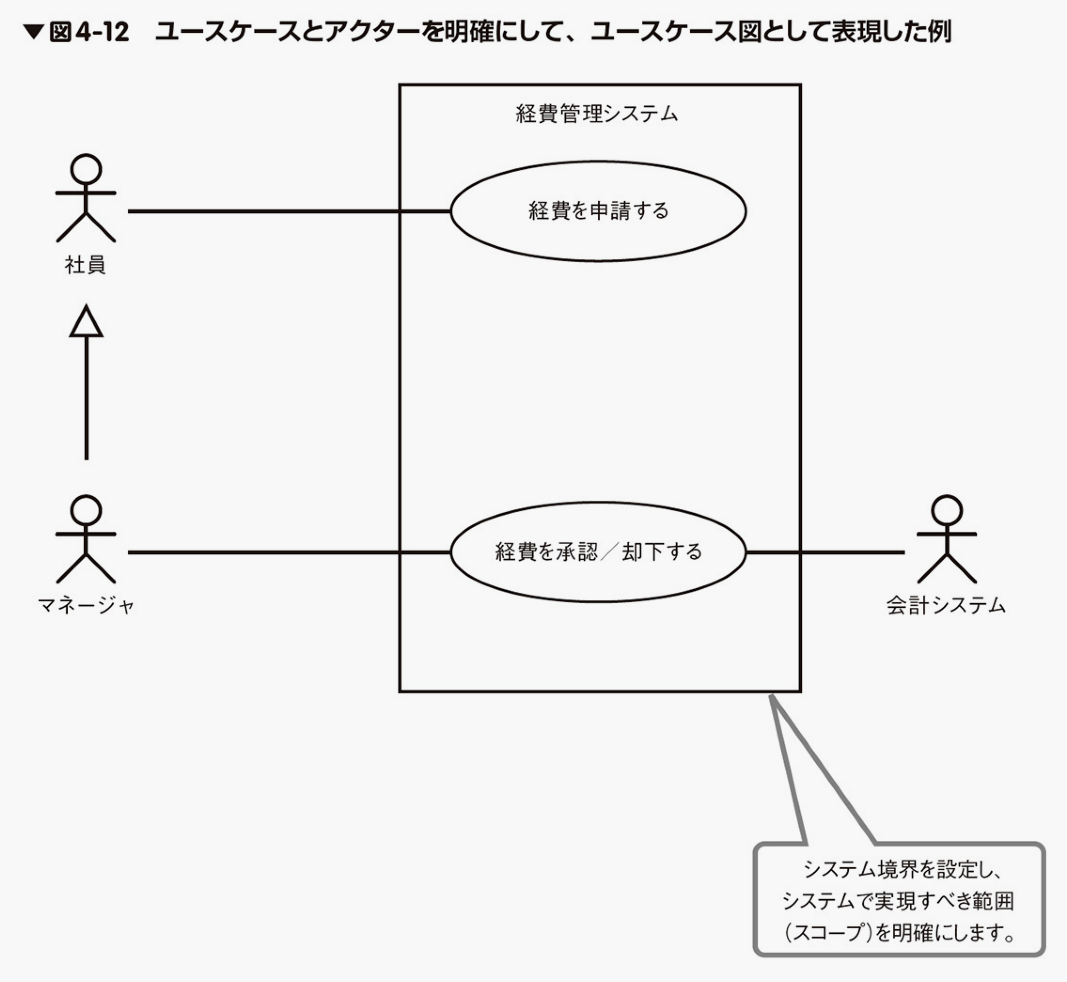 ▼図4-12 ユースケースとアクターを明確にして、ユースケース図として表現した例
経費管理システム
経費を申請する
社員
経費を承認／却下する
マネージャ
会計システム
システム境界を設定し、
システムで実現すべき範囲
(スコープ)を明確にします。